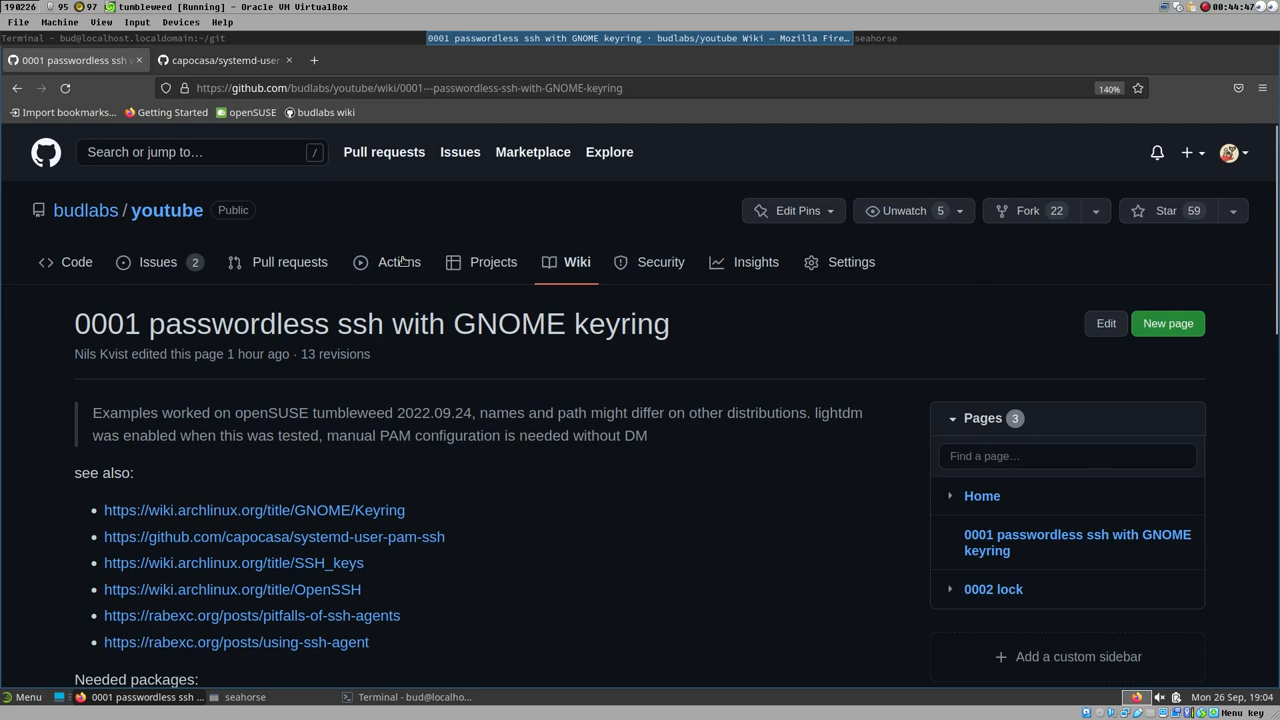 190226 95 97 tumbleweed [Running] - Oracle VM VirtualBox 00:44:47
File Machine View Input Devices Help
Terminal - bud@localhost.localdomain:~/git 0001 passwordless ssh with GNOME keyring · budlabs/youtube Wiki — Mozilla Fire… seahorse
0001 passwordless ssh w × capocasa/systemd-user- × +
https://github.com/budlabs/youtube/wiki/0001---passwordless-ssh-with-GNOME-keyring 140%
Import bookmarks… Getting Started openSUSE budlabs wiki
Search or jump to… / Pull requests Issues Marketplace Explore
budlabs / youtube Public Edit Pins Unwatch 5 Fork 22 Star 59
Code Issues 2 Pull requests Actions Projects Wiki Security Insights Settings
0001 passwordless ssh with GNOME keyring Edit New page
Nils Kvist edited this page 1 hour ago · 13 revisions
Examples worked on openSUSE tumbleweed 2022.09.24, names and path might differ on other distributions. lightdm
was enabled when this was tested, manual PAM configuration is needed without DM
see also:
• https://wiki.archlinux.org/title/GNOME/Keyring
• https://github.com/capocasa/systemd-user-pam-ssh
• https://wiki.archlinux.org/title/SSH_keys
• https://wiki.archlinux.org/title/OpenSSH
• https://rabexc.org/posts/pitfalls-of-ssh-agents
• https://rabexc.org/posts/using-ssh-agent
Needed packages:
Pages 3
Find a page…
Home
0001 passwordless ssh with GNOME
keyring
0002 lock
+ Add a custom sidebar
Menu 0001 passwordless ssh … seahorse Terminal - bud@localho… Mon 26 Sep, 19:04
Menu key